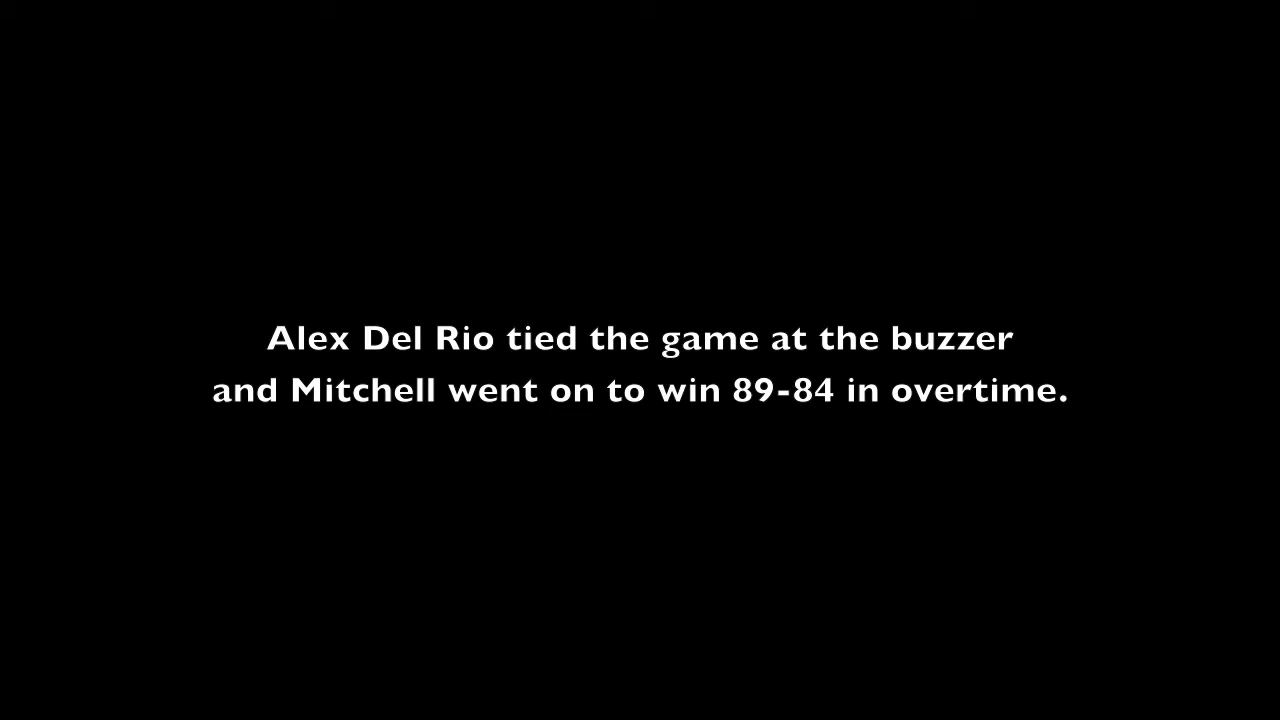 Alex Del Rio tied the game at the buzzer
and Mitchell went on to win 89-84 in overtime.